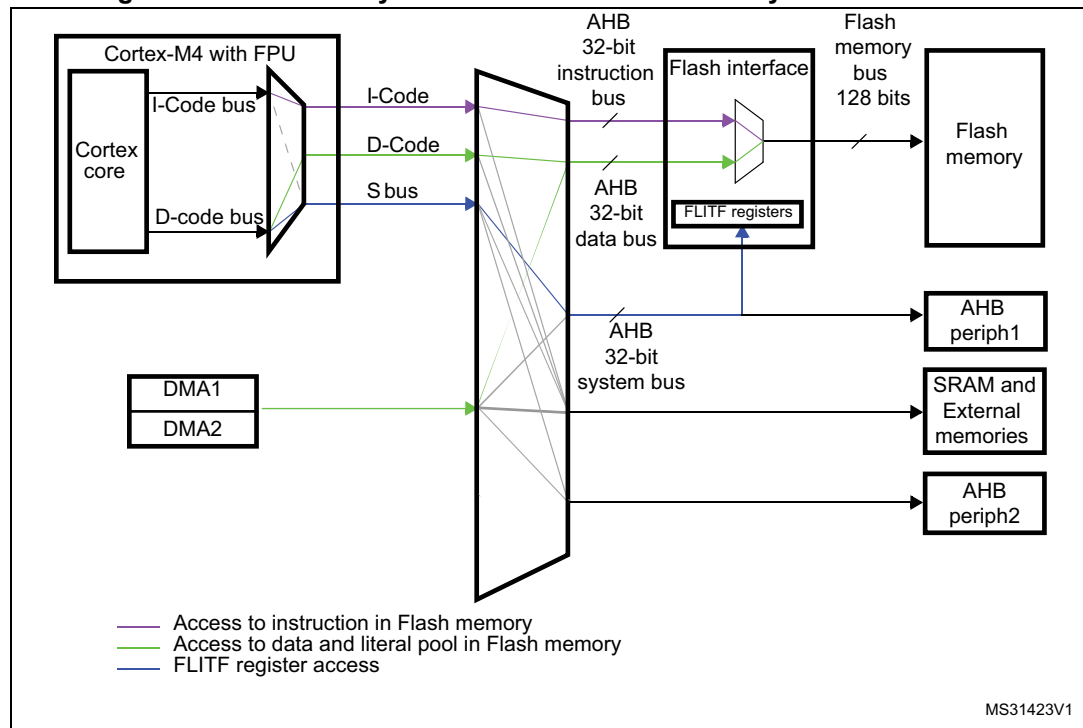 Cortex-M4 with FPU
Cortex
core
I-Code bus
D-code bus
I-Code
D-Code
S bus
AHB
32-bit
instruction
bus
AHB
32-bit
data bus
AHB
32-bit
system bus
Flash interface
FLITF registers
Flash
memory
bus
128 bits
Flash
memory
AHB
periph1
SRAM and
External
memories
AHB
periph2
DMA1
DMA2
Access to instruction in Flash memory
Access to data and literal pool in Flash memory
FLITF register access
MS31423V1